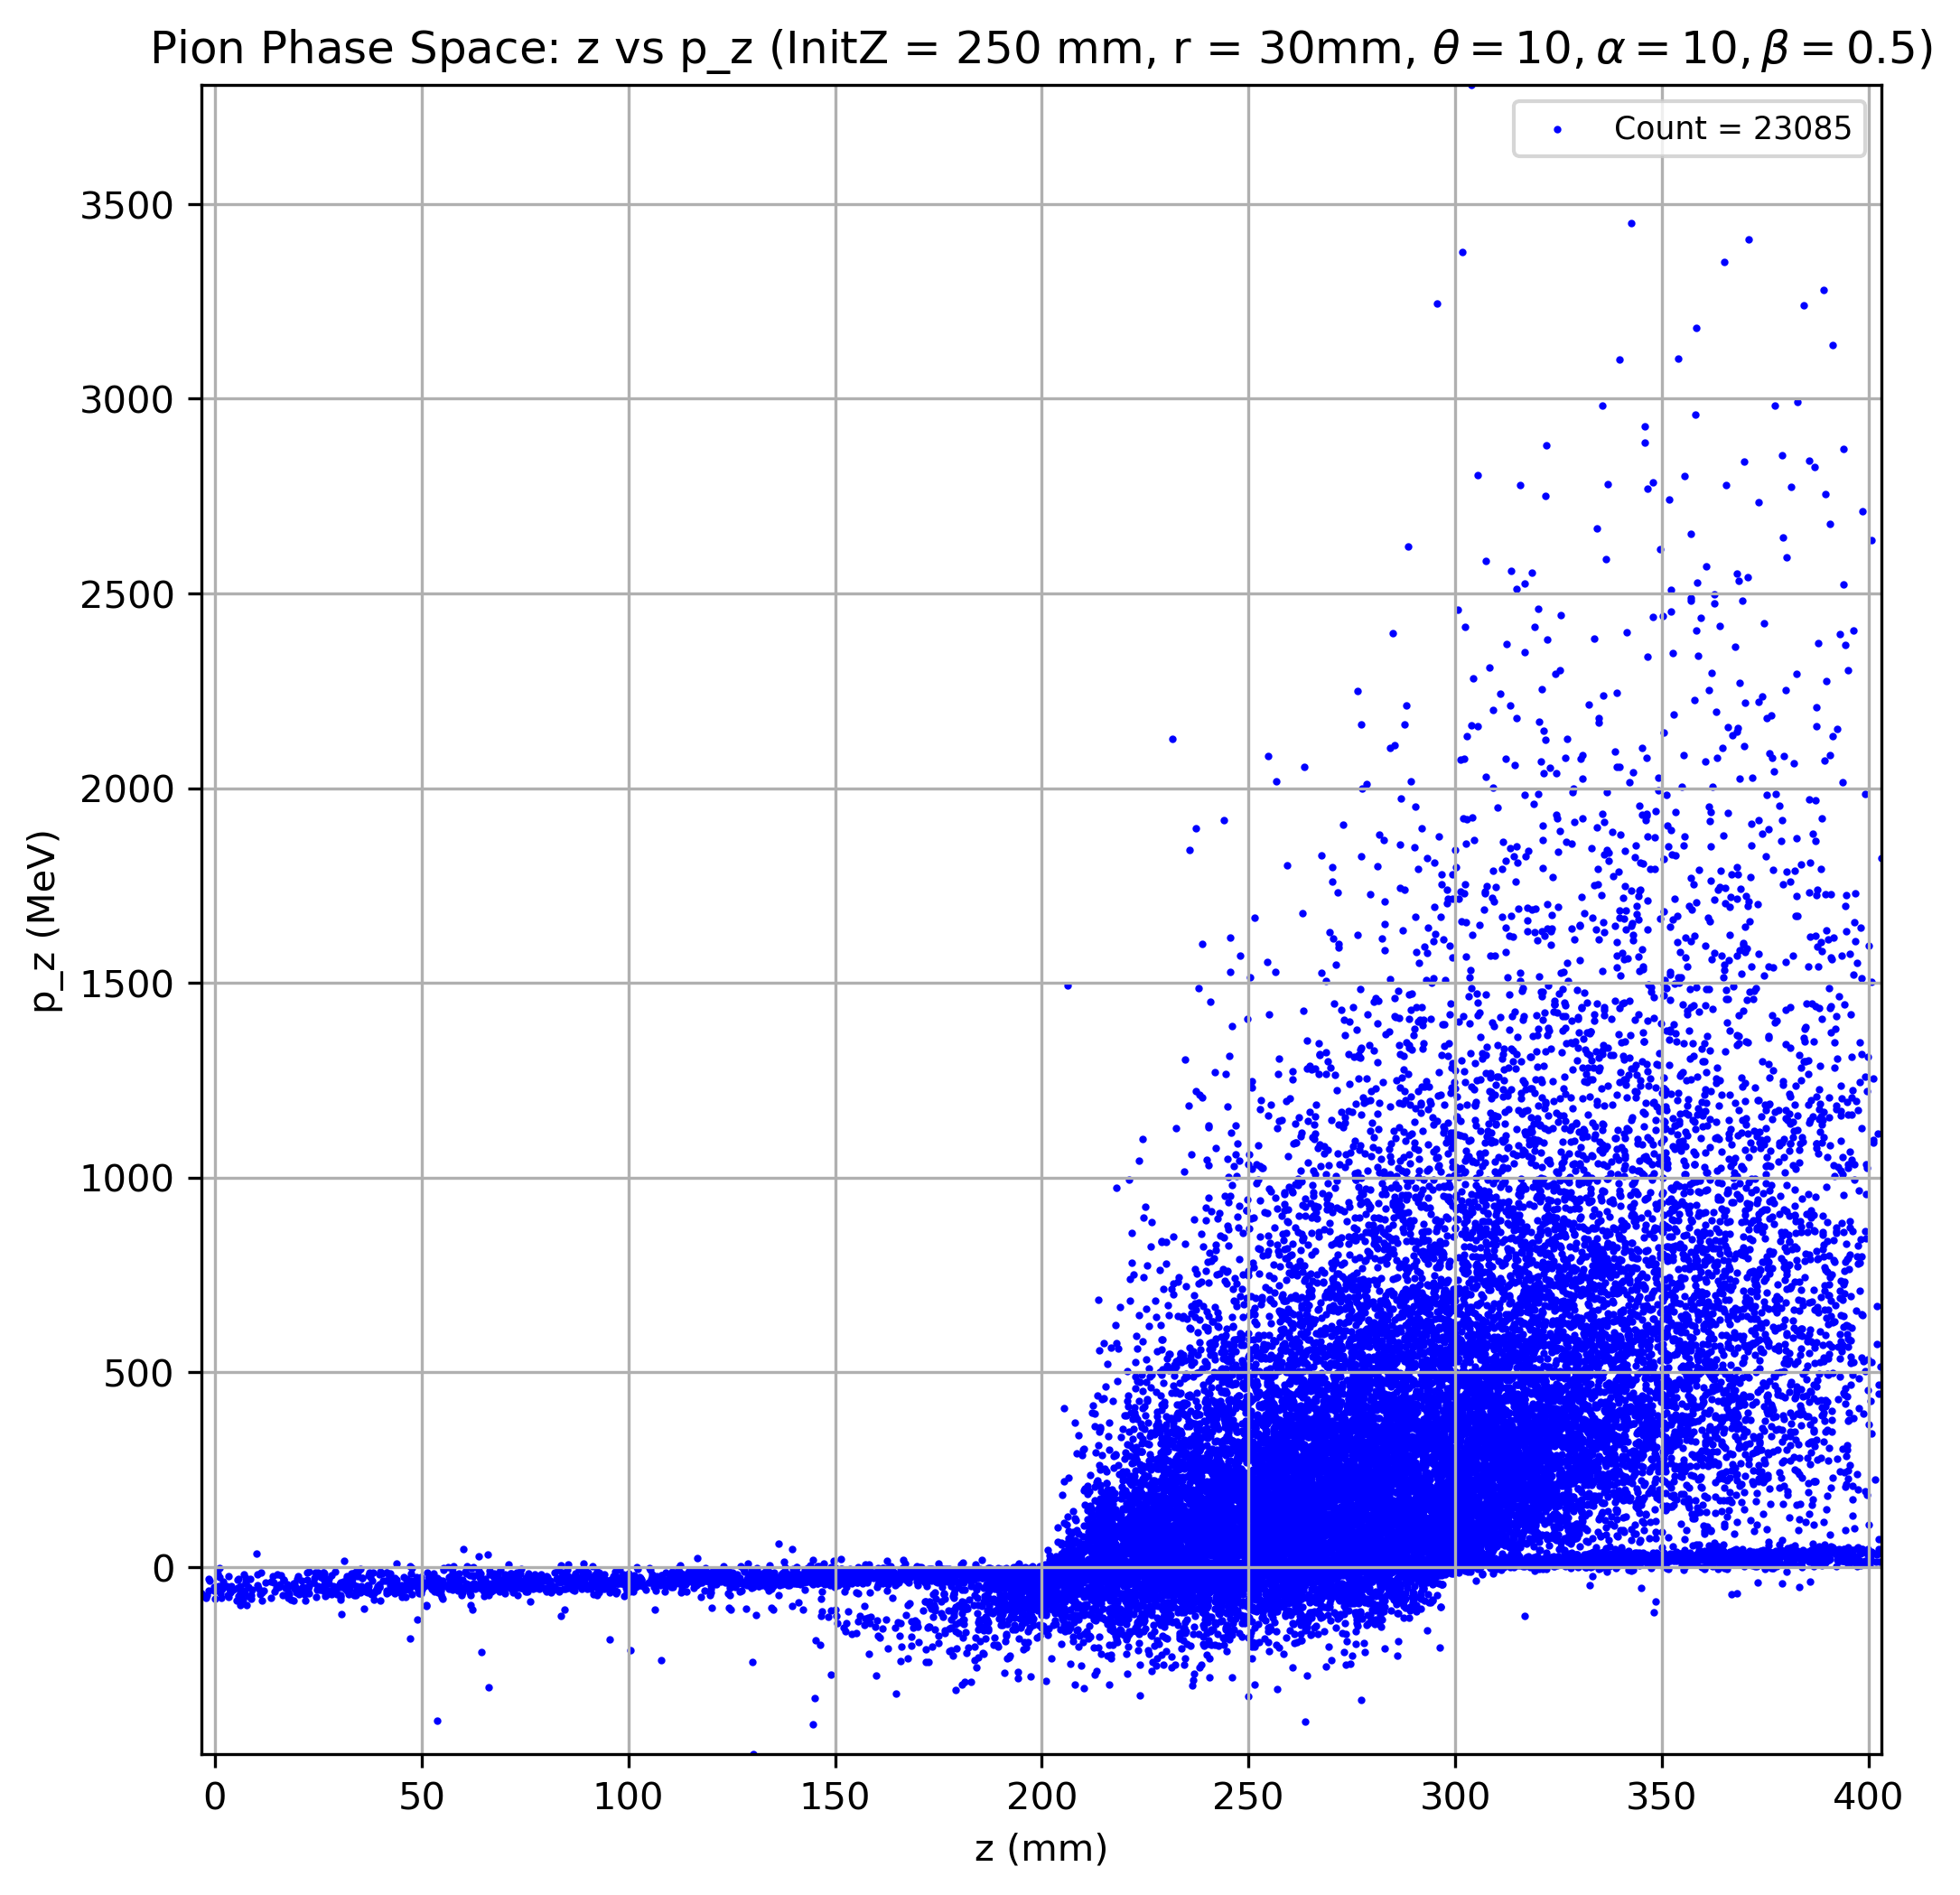 Pion Phase Space: z vs p_z (InitZ = 250 mm, r = 30mm, θ = 10, α = 10, β = 0.5)
Count = 23085
3500
3000
2500
2000
1500
1000
500
0
p_z (MeV)
0 50 100 150 200 250 300 350 400
z (mm)